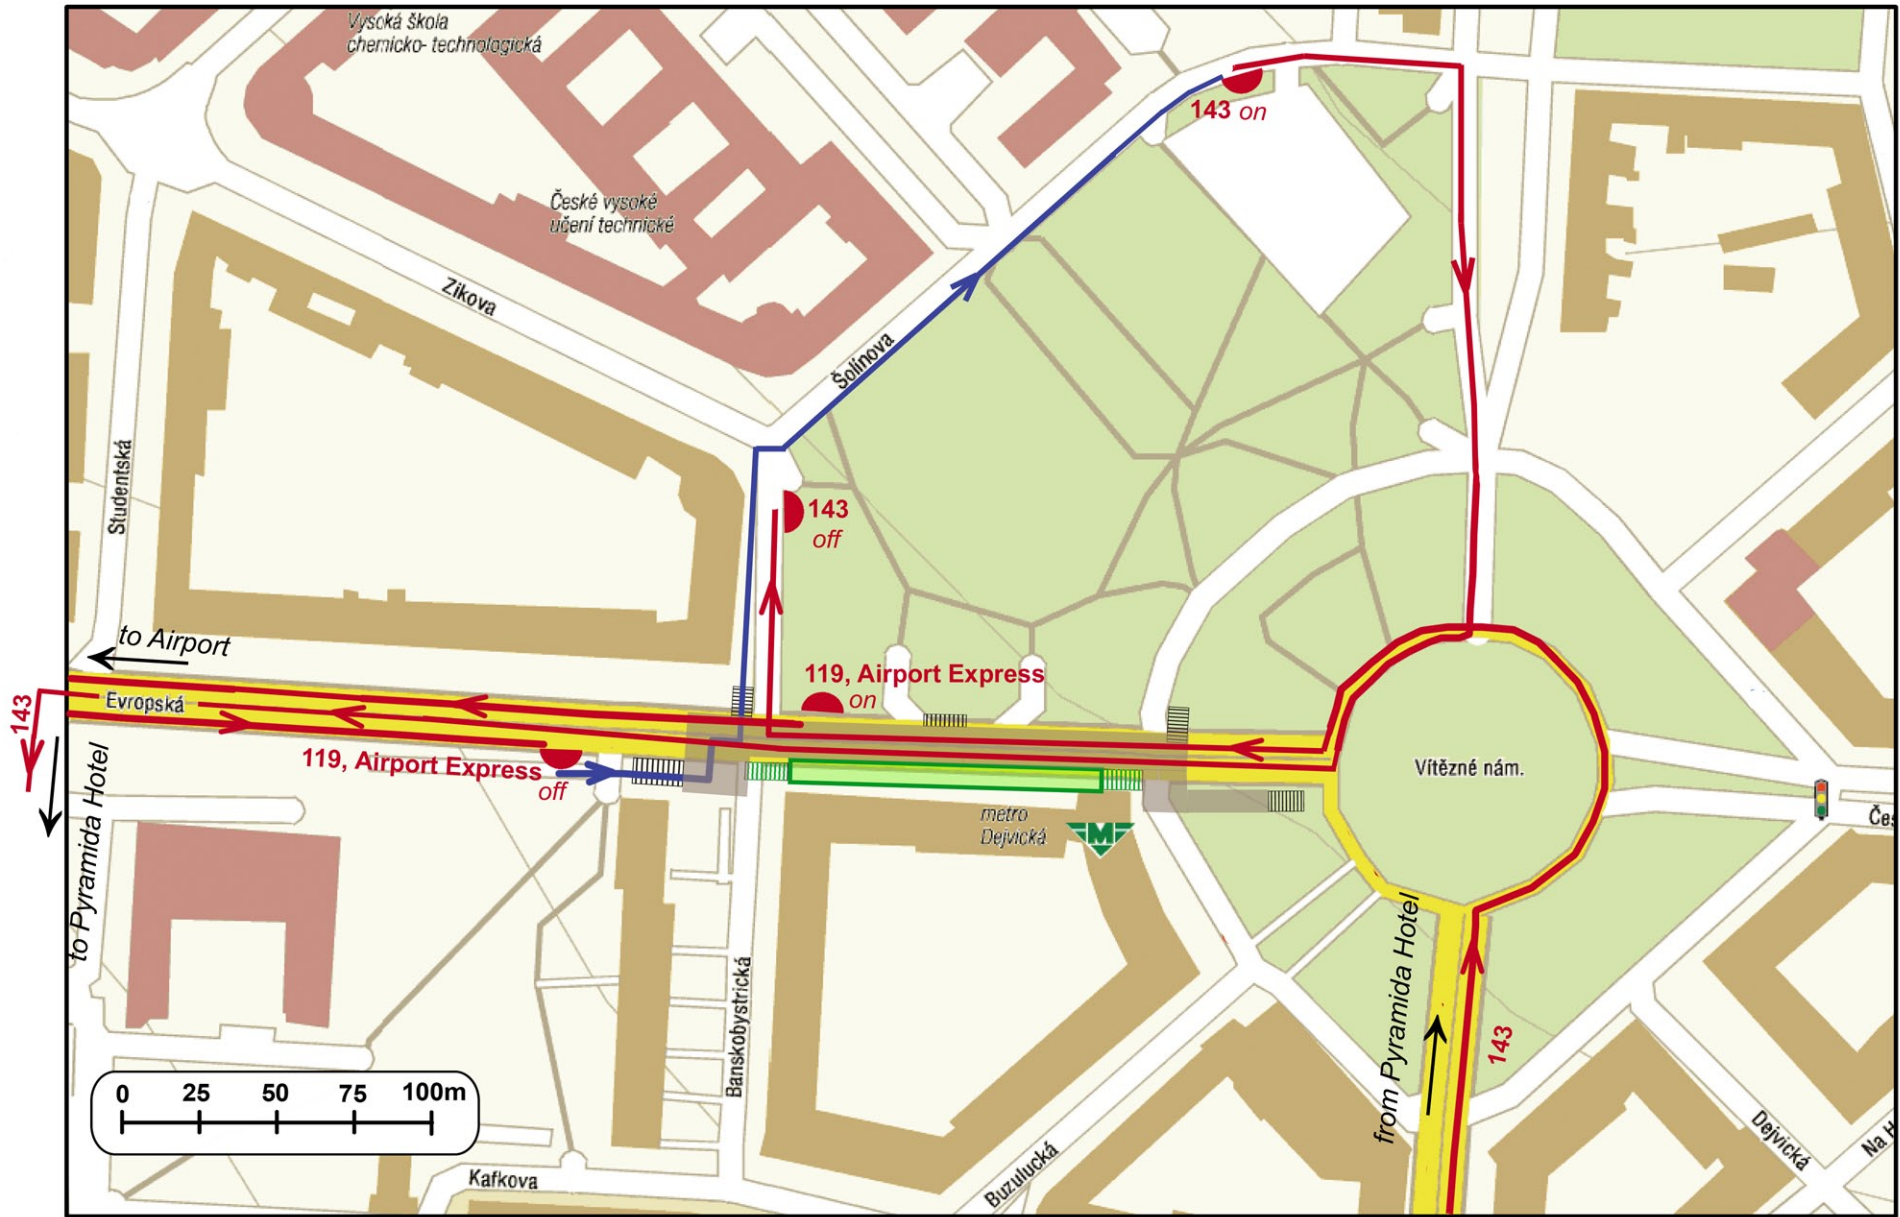 Vysoká škola
chemicko- technologická
143 on
České vysoké
učení technické
Zikova
Šolínova
Studentská
143
off
to Airport
119, Airport Express
on
Evropská
143
119, Airport Express
off
Vítězné nám.
metro
Dejvická
M
to Pyramida Hotel
from Pyramida Hotel
143
Banskobystrická
0 25 50 75 100m
Kafkova
Buzulucká
Dejvická
Na H
Čes